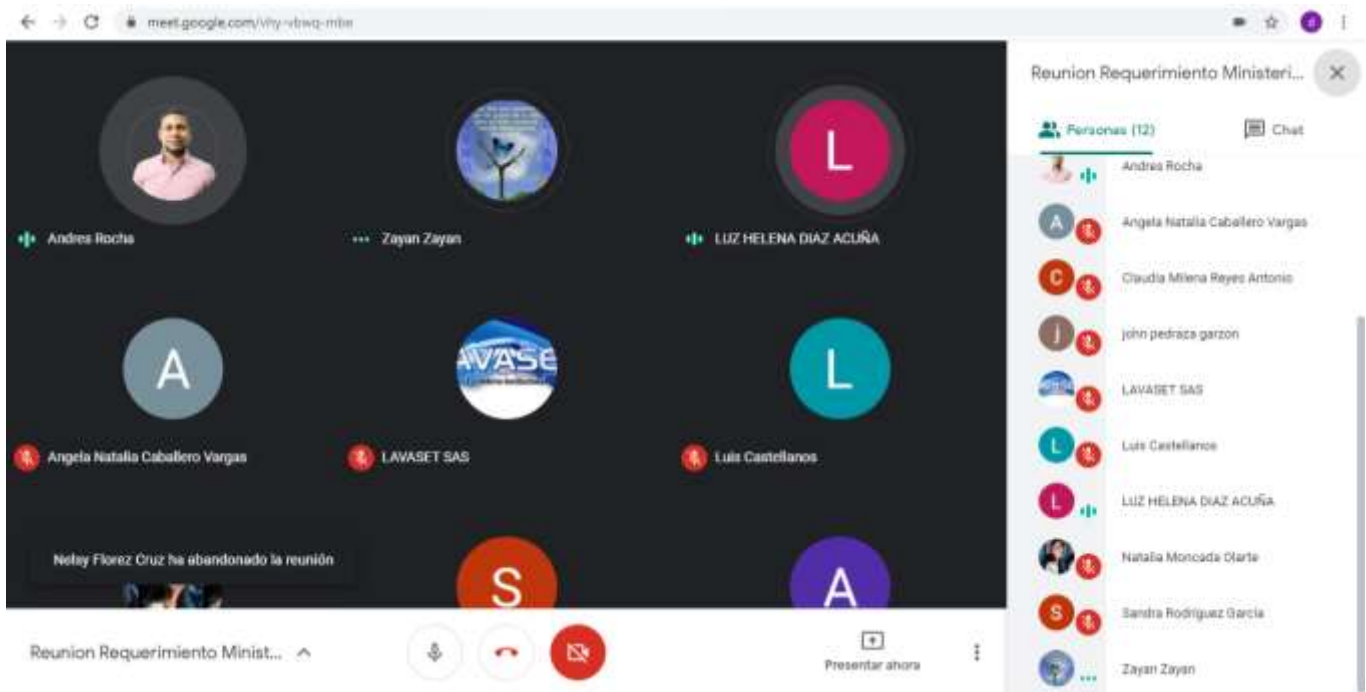 meet.google.com/vhy-vbwq-mbe
Reunion Requerimiento Ministeri...
Personas (12)
Chat
Andres Rocha
Zayan Zayan
L
LUZ HELENA DIAZ ACUÑA
A
Angela Natalia Caballero Vargas
AVASE
LAVASET SAS
L
Luis Castellanos
Nelsy Florez Cruz ha abandonado la reunión
S
A
Andres Rocha
A
Angela Natalia Caballero Vargas
C
Claudia Milena Reyes Antonio
j
john pedraza garzon
LAVASET SAS
L
Luis Castellanos
L
LUZ HELENA DIAZ ACUÑA
Natalia Moncada Olarte
S
Sandra Rodriguez Garcia
Zayan Zayan
Reunion Requerimiento Minist...
Presentar ahora